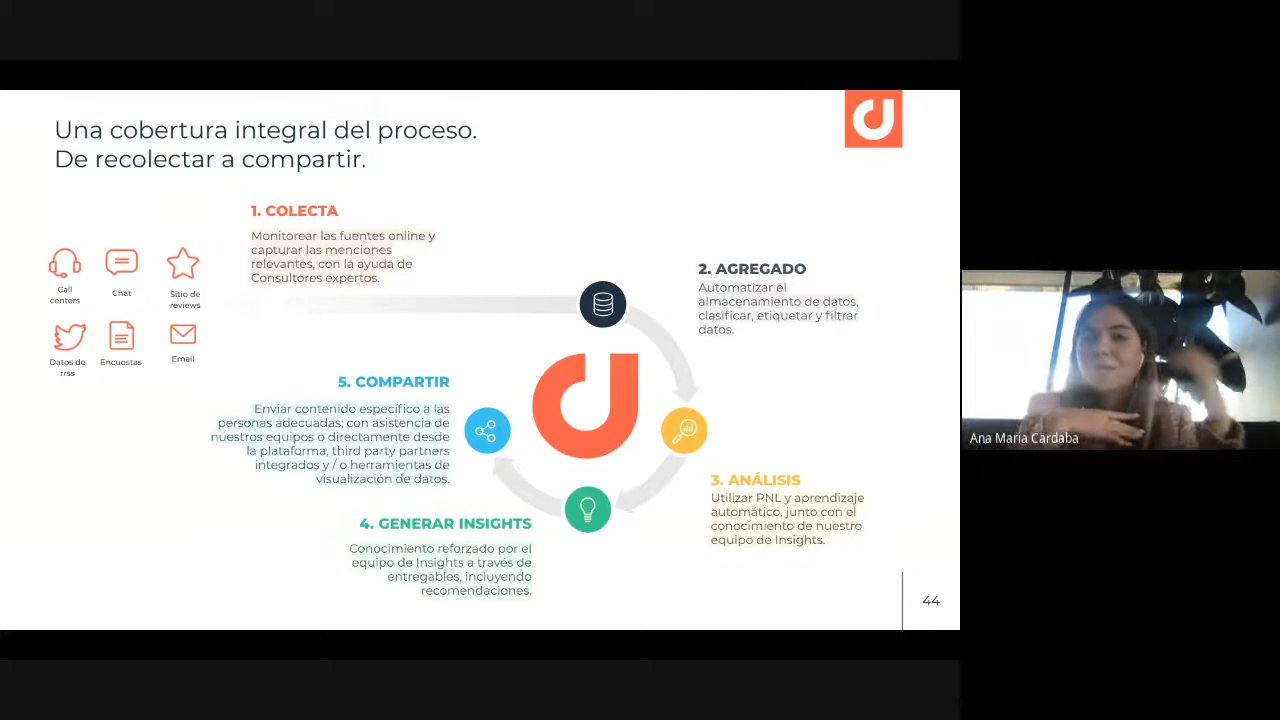 Una cobertura integral del proceso.
De recolectar a compartir.
1. COLECTA
Monitorear las fuentes online y
capturar las menciones
relevantes, con la ayuda de
Consultores expertos.
Call
centers
Chat
Sitio de
reviews
Datos de
rrss
Encuestas
Email
2. AGREGADO
Automatizar el
almacenamiento de datos,
clasificar, etiquetar y filtrar
datos.
3. ANÁLISIS
Utilizar PNL y aprendizaje
automático, junto con el
conocimiento de nuestro
equipo de Insights.
4. GENERAR INSIGHTS
Conocimiento reforzado por el
equipo de Insights a través de
entregables, incluyendo
recomendaciones.
5. COMPARTIR
Enviar contenido específico a las
personas adecuadas; con asistencia de
nuestros equipos o directamente desde
la plataforma, third party partners
integrados y / o herramientas de
visualización de datos.
44
Ana Maria Cardaba